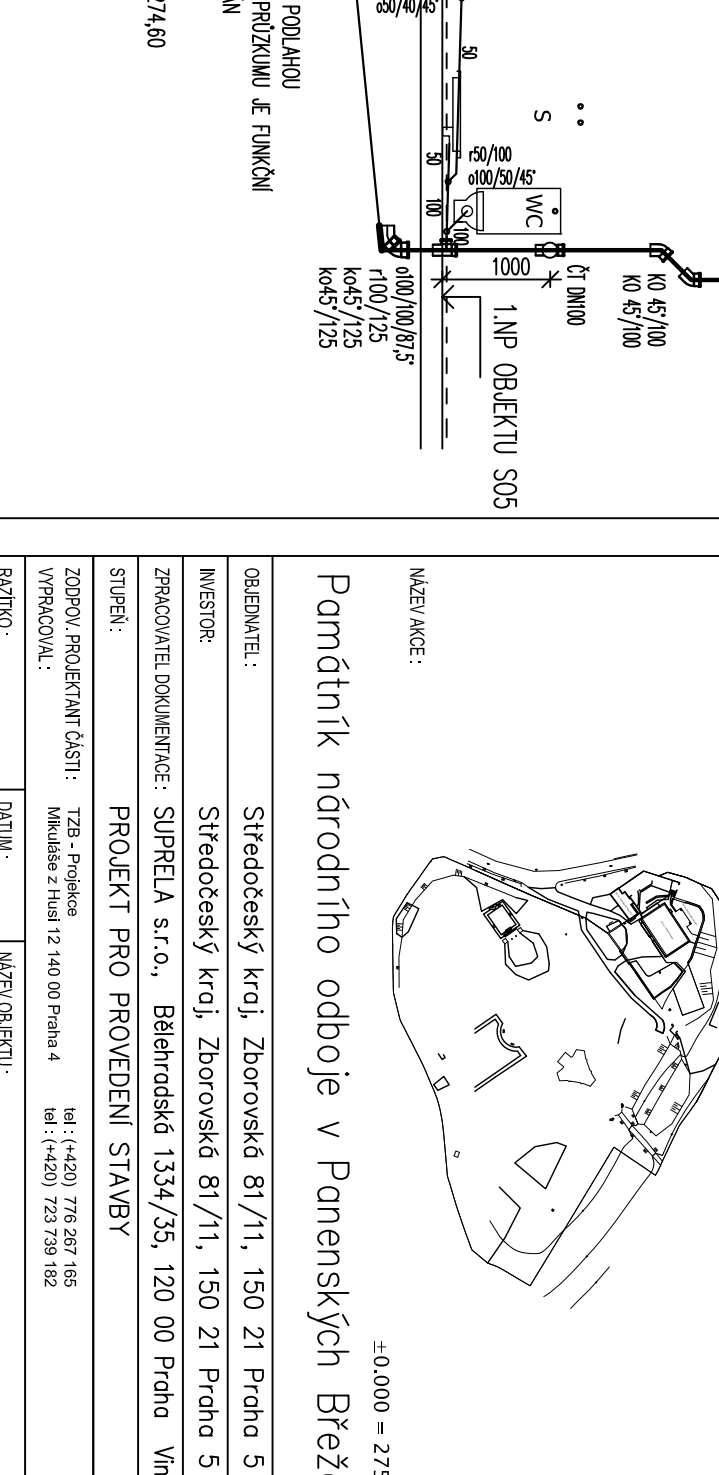 o50/40/45°
50
S
r50/100
o100/50/45°
WC
50
100
100
1000
ČT DN100
KO 45°/100
KO 45°/100
1.NP OBJEKTU S05
o100/100/87,5°
r100/125
ko45°/125
ko45°/125
PODLAHOU
PRŮZKUMU JE FUNKČNÍ
274,60
NÁZEV AKCE :
±0.000 = 275
Památník národního odboje v Panenských
OBJEDNATEL : Středočeský kraj, Zborovská 81/11, 150 21 Praha 5
INVESTOR: Středočeský kraj, Zborovská 81/11, 150 21 Praha 5
ZPRACOVATEL DOKUMENTACE : SUPRELA s.r.o., Bělehradská 1334/35, 120 00 Praha
STUPEŇ : PROJEKT PRO PROVEDENÍ STAVBY
ZODPOV. PROJEKTANT ČÁSTI : TZB - Projekce tel : (+420) 776 267 165
VYPRACOVAL : Mikuláše z Husi 12 140 00 Praha 4 tel : (+420) 723 739 182
RAZÍTKO : DATUM : NÁZEV OBJEKTU :